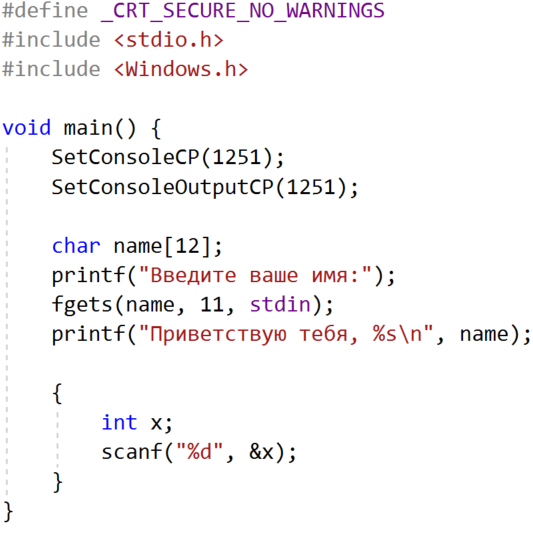 #define _CRT_SECURE_NO_WARNINGS
#include <stdio.h>
#include <Windows.h>
void main() {
SetConsoleCP(1251);
SetConsoleOutputCP(1251);
char name[12];
printf("Введите ваше имя:");
fgets(name, 11, stdin);
printf("Приветствую тебя, %s\n", name);
{
int x;
scanf("%d", &x);
}
}